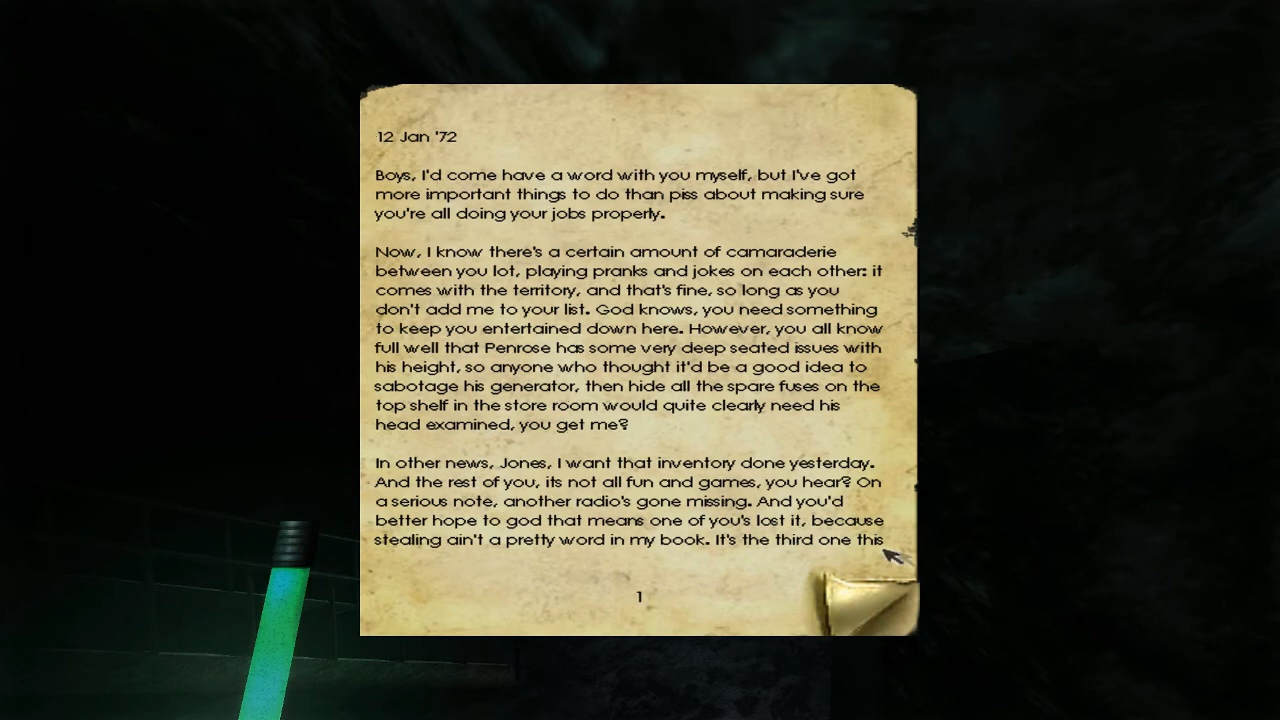 12 Jan '72
Boys, I'd come have a word with you myself, but I've got
more important things to do than piss about making sure
you're all doing your jobs properly.
Now, I know there's a certain amount of camaraderie
between you lot, playing pranks and jokes on each other: it
comes with the territory, and that's fine, so long as you
don't add me to your list. God knows, you need something
to keep you entertained down here. However, you all know
full well that Penrose has some very deep seated issues with
his height, so anyone who thought it'd be a good idea to
sabotage his generator, then hide all the spare fuses on the
top shelf in the store room would quite clearly need his
head examined, you get me?
In other news, Jones, I want that inventory done yesterday.
And the rest of you, its not all fun and games, you hear? On
a serious note, another radio's gone missing. And you'd
better hope to god that means one of you's lost it, because
stealing ain't a pretty word in my book. It's the third one this
1